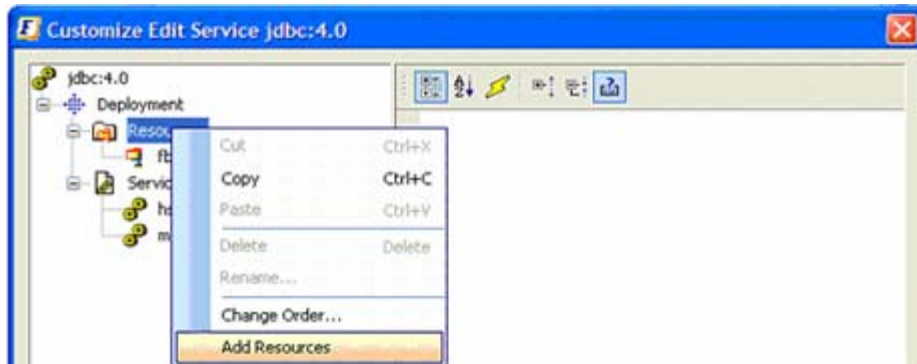 Customize Edit Service jdbc:4.0
jdbc:4.0
Deployment
Resou
fb
Servic
hs
m
Cut Ctrl+X
Copy Ctrl+C
Paste Ctrl+V
Delete Delete
Rename...
Change Order...
Add Resources